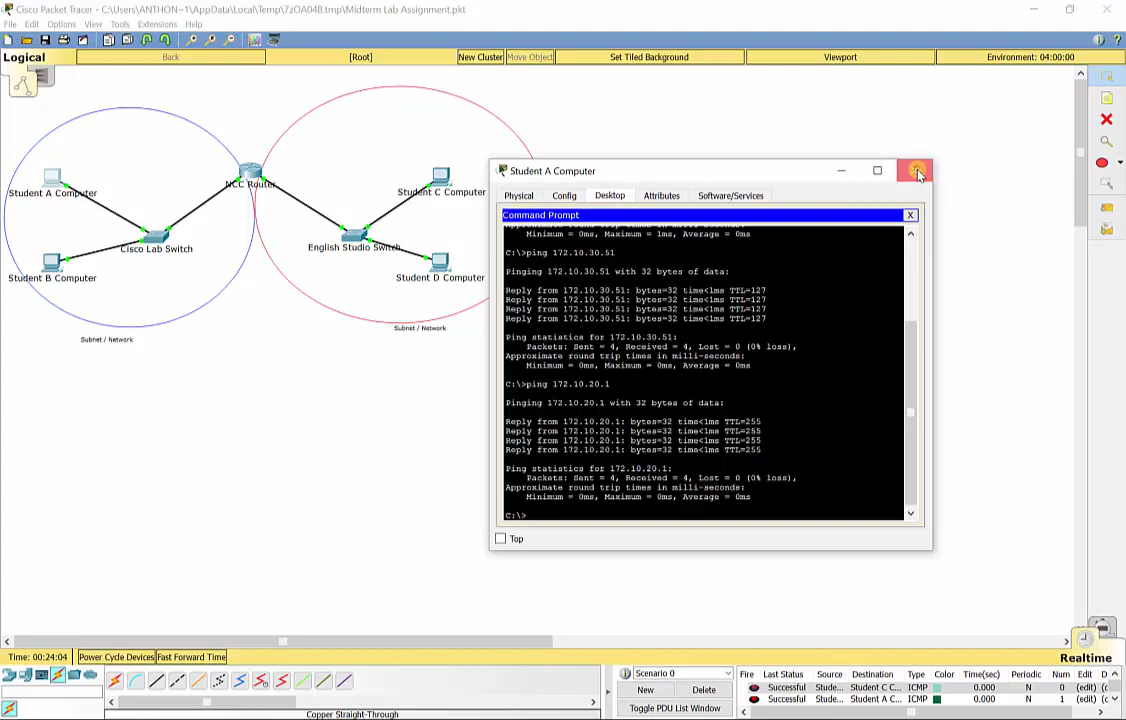 Cisco Packet Tracer - C:\Users\ANTHON~1\AppData\Local\Temp\7zOA04B.tmp\Midterm Lab Assignment.pkt
File Edit Options View Tools Extensions Help
Logical Back [Root] New Cluster Move Object Set Tiled Background Viewport Environment: 04:00:00
Student A Computer
NCC Router
Student C Computer
Cisco Lab Switch
English Studio Switch
Student B Computer
Student D Computer
Subnet / Network
Subnet / Network
Student A Computer
Physical Config Desktop Attributes Software/Services
Command Prompt X
Approximate round trip times in milli-seconds:
Minimum = 0ms, Maximum = 1ms, Average = 0ms
C:\>ping 172.10.30.51
Pinging 172.10.30.51 with 32 bytes of data:
Reply from 172.10.30.51: bytes=32 time<1ms TTL=127
Reply from 172.10.30.51: bytes=32 time<1ms TTL=127
Reply from 172.10.30.51: bytes=32 time<1ms TTL=127
Reply from 172.10.30.51: bytes=32 time<1ms TTL=127
Ping statistics for 172.10.30.51:
Packets: Sent = 4, Received = 4, Lost = 0 (0% loss),
Approximate round trip times in milli-seconds:
Minimum = 0ms, Maximum = 0ms, Average = 0ms
C:\>ping 172.10.20.1
Pinging 172.10.20.1 with 32 bytes of data:
Reply from 172.10.20.1: bytes=32 time<1ms TTL=255
Reply from 172.10.20.1: bytes=32 time<1ms TTL=255
Reply from 172.10.20.1: bytes=32 time<1ms TTL=255
Reply from 172.10.20.1: bytes=32 time<1ms TTL=255
Ping statistics for 172.10.20.1:
Packets: Sent = 4, Received = 4, Lost = 0 (0% loss),
Approximate round trip times in milli-seconds:
Minimum = 0ms, Maximum = 0ms, Average = 0ms
C:\>
Top
Time: 00:24:04 Power Cycle Devices Fast Forward Time
Realtime
Scenario 0
New Delete
Toggle PDU List Window
Fire Last Status Source Destination Type Color Time(sec) Periodic Num Edit D
Successful Stude... Student C C... ICMP 0.000 N 0 (edit) (c
Successful Stude... Student A C... ICMP 0.000 N 1 (edit) (c
Copper Straight-Through